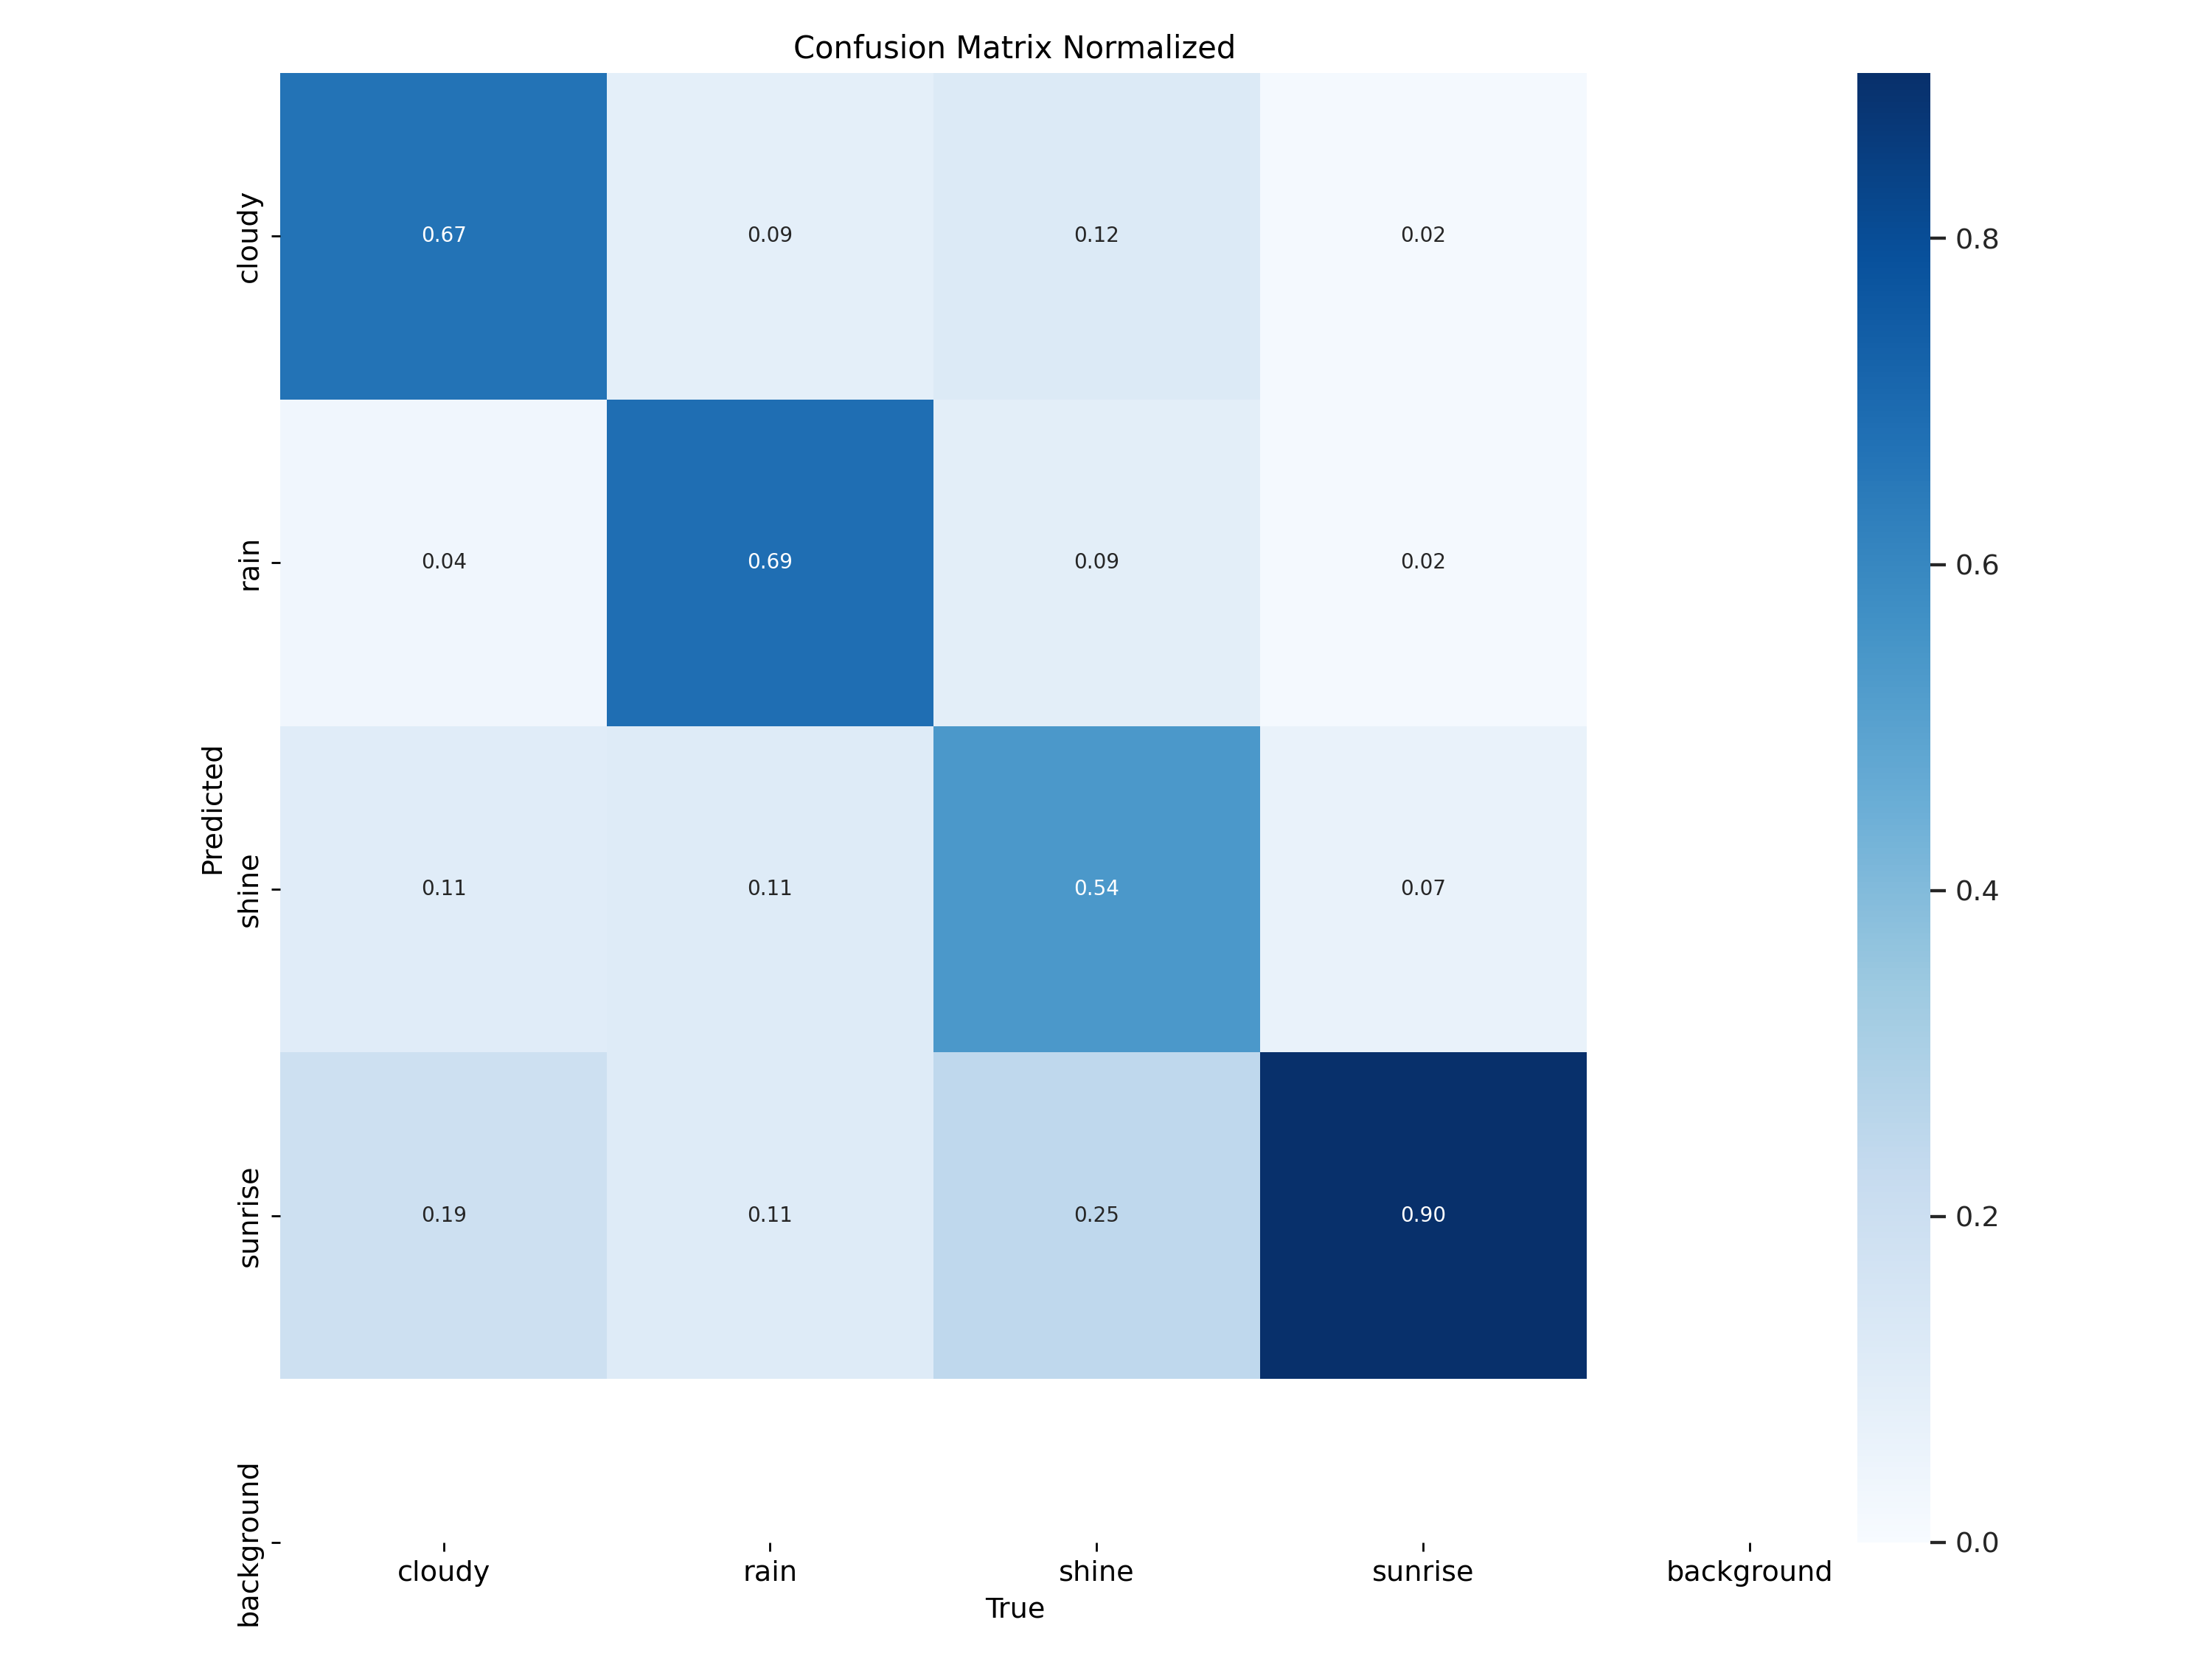 Confusion Matrix Normalized
cloudy
0.67
0.09
0.12
0.02
0.8
rain
0.04
0.69
0.09
0.02
0.6
Predicted
shine
0.11
0.11
0.54
0.07
0.4
sunrise
0.19
0.11
0.25
0.90
0.2
background
0.0
cloudy
rain
shine
sunrise
background
True